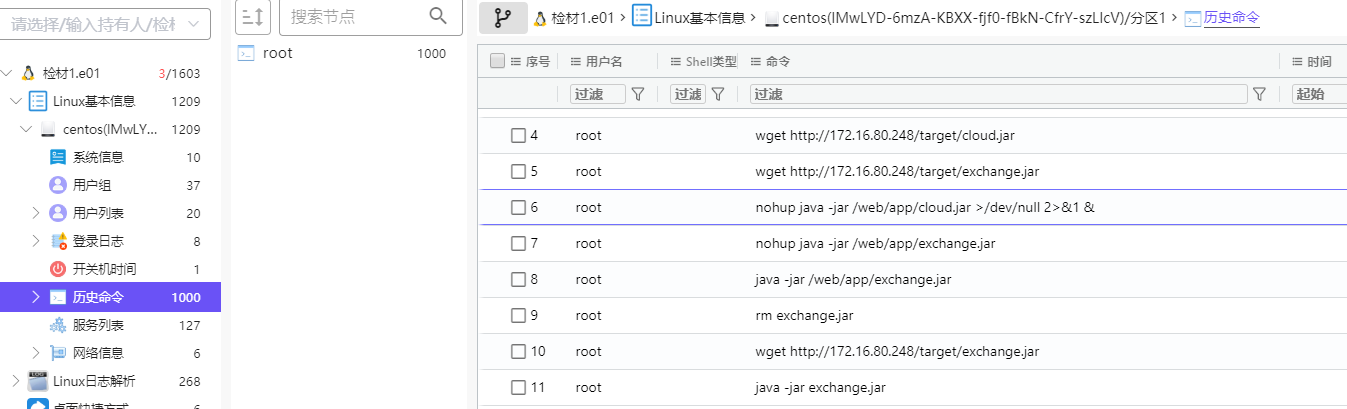 请选择/输入持有人/检材
检材1.e01 3/1603
Linux基本信息 1209
centos(IMwLY... 1209
系统信息 10
用户组 37
用户列表 20
登录日志 8
开关机时间 1
历史命令 1000
服务列表 127
网络信息 6
Linux日志解析 268
桌面快捷方式 6
搜索节点
root 1000
检材1.e01 > Linux基本信息 > centos(IMwLYD-6mzA-KBXX-fjf0-fBkN-CfrY-szLIcV)/分区1 > 历史命令
序号 用户名 Shell类型 命令 时间
过滤 过滤 过滤 起始
4 root wget http://172.16.80.248/target/cloud.jar
5 root wget http://172.16.80.248/target/exchange.jar
6 root nohup java -jar /web/app/cloud.jar >/dev/null 2>&1 &
7 root nohup java -jar /web/app/exchange.jar
8 root java -jar /web/app/exchange.jar
9 root rm exchange.jar
10 root wget http://172.16.80.248/target/exchange.jar
11 root java -jar exchange.jar